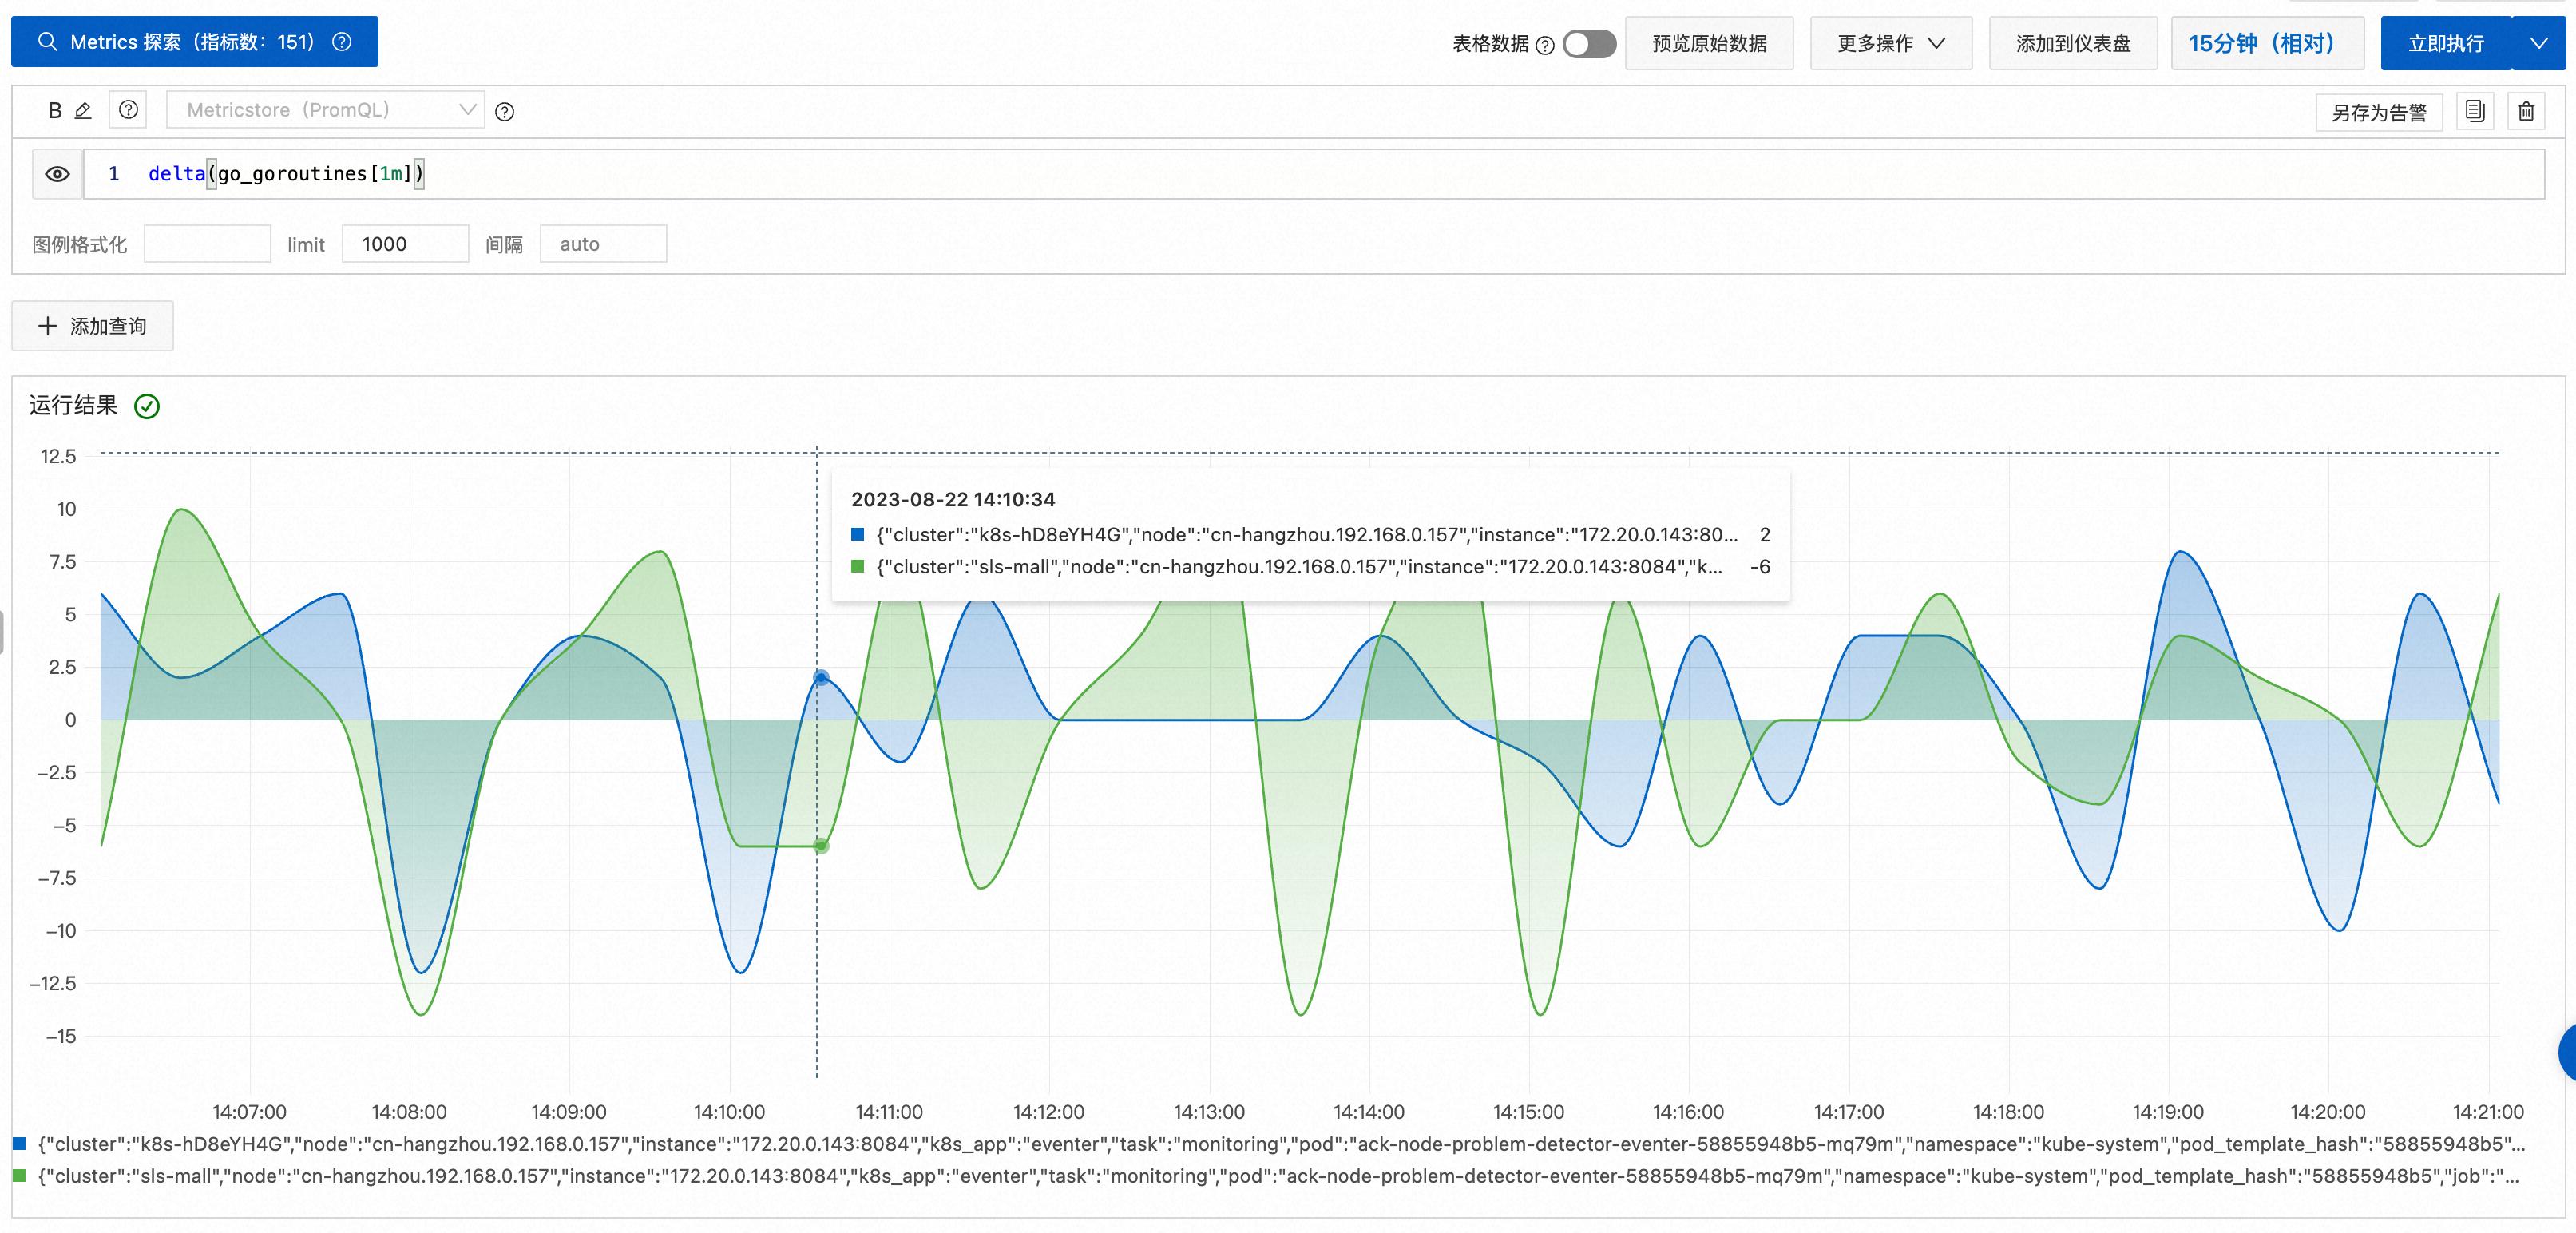 Metrics 探索（指标数：151）
表格数据
预览原始数据
更多操作
添加到仪表盘
15分钟（相对）
立即执行
B
Metricstore（PromQL）
另存为告警
1 delta(go_goroutines[1m])
图例格式化
limit 1000
间隔 auto
添加查询
运行结果
12.5
10
7.5
5
2.5
0
−2.5
−5
−7.5
−10
−12.5
−15
2023-08-22 14:10:34
{"cluster":"k8s-hD8eYH4G","node":"cn-hangzhou.192.168.0.157","instance":"172.20.0.143:80... 2
{"cluster":"sls-mall","node":"cn-hangzhou.192.168.0.157","instance":"172.20.0.143:8084","k... -6
14:07:00 14:08:00 14:09:00 14:10:00 14:11:00 14:12:00 14:13:00 14:14:00 14:15:00 14:16:00 14:17:00 14:18:00 14:19:00 14:20:00 14:21:00
{"cluster":"k8s-hD8eYH4G","node":"cn-hangzhou.192.168.0.157","instance":"172.20.0.143:8084","k8s_app":"eventer","task":"monitoring","pod":"ack-node-problem-detector-eventer-58855948b5-mq79m","namespace":"kube-system","pod_template_hash":"58855948b5"...
{"cluster":"sls-mall","node":"cn-hangzhou.192.168.0.157","instance":"172.20.0.143:8084","k8s_app":"eventer","task":"monitoring","pod":"ack-node-problem-detector-eventer-58855948b5-mq79m","namespace":"kube-system","pod_template_hash":"58855948b5","job":"...